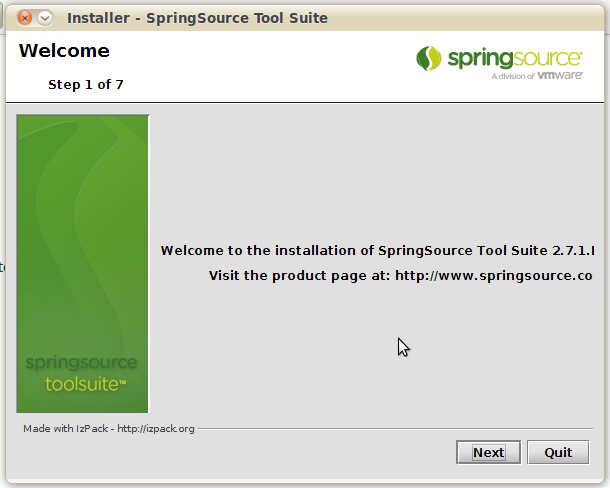 Installer - SpringSource Tool Suite
Welcome
Step 1 of 7
springsource
A division of vmware
Welcome to the installation of SpringSource Tool Suite 2.7.1.
Visit the product page at: http://www.springsource.co
springsource
toolsuite™
Made with IzPack - http://izpack.org
Next
Quit